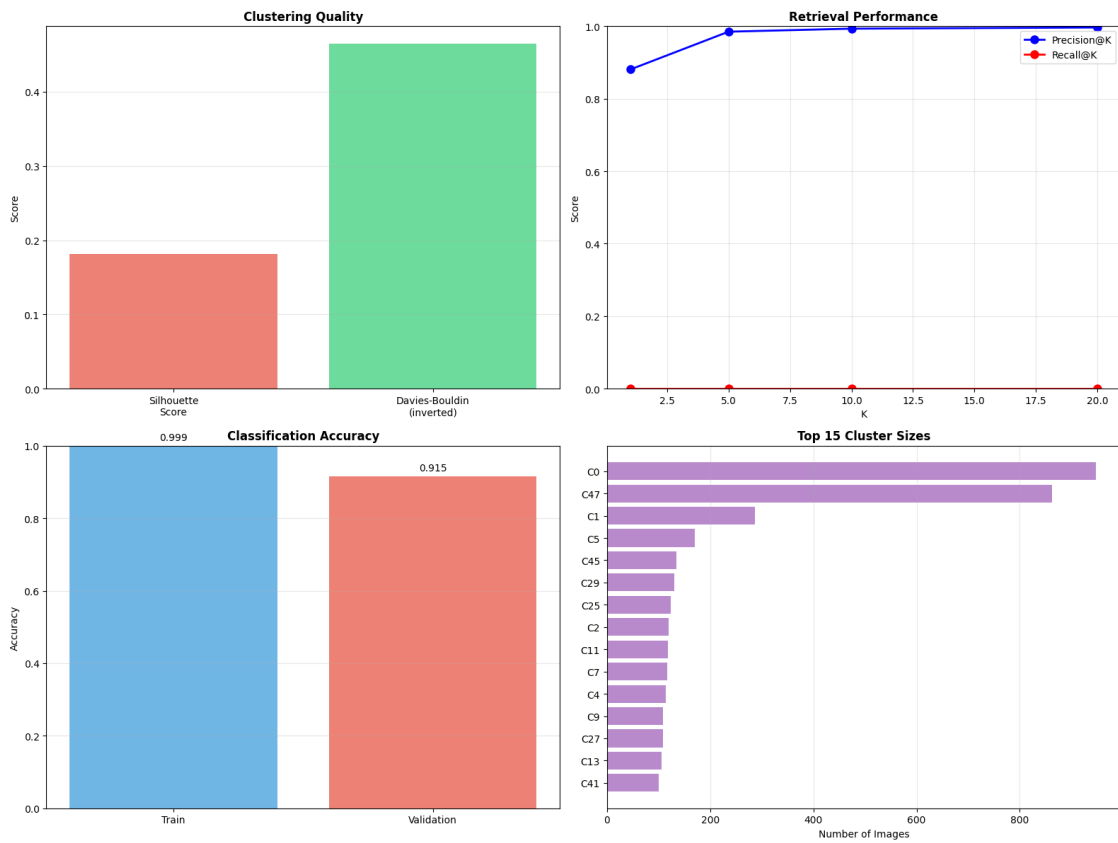 Clustering Quality
Score
0.4
0.3
0.2
0.1
0.0
Silhouette
Score
Davies-Bouldin
(inverted)
Retrieval Performance
Score
1.0
0.8
0.6
0.4
0.2
0.0
Precision@K
Recall@K
2.5 5.0 7.5 10.0 12.5 15.0 17.5 20.0
K
Classification Accuracy
Accuracy
1.0
0.8
0.6
0.4
0.2
0.0
0.999
0.915
Train Validation
Top 15 Cluster Sizes
C0
C47
C1
C5
C45
C29
C25
C2
C11
C7
C4
C9
C27
C13
C41
0 200 400 600 800
Number of Images